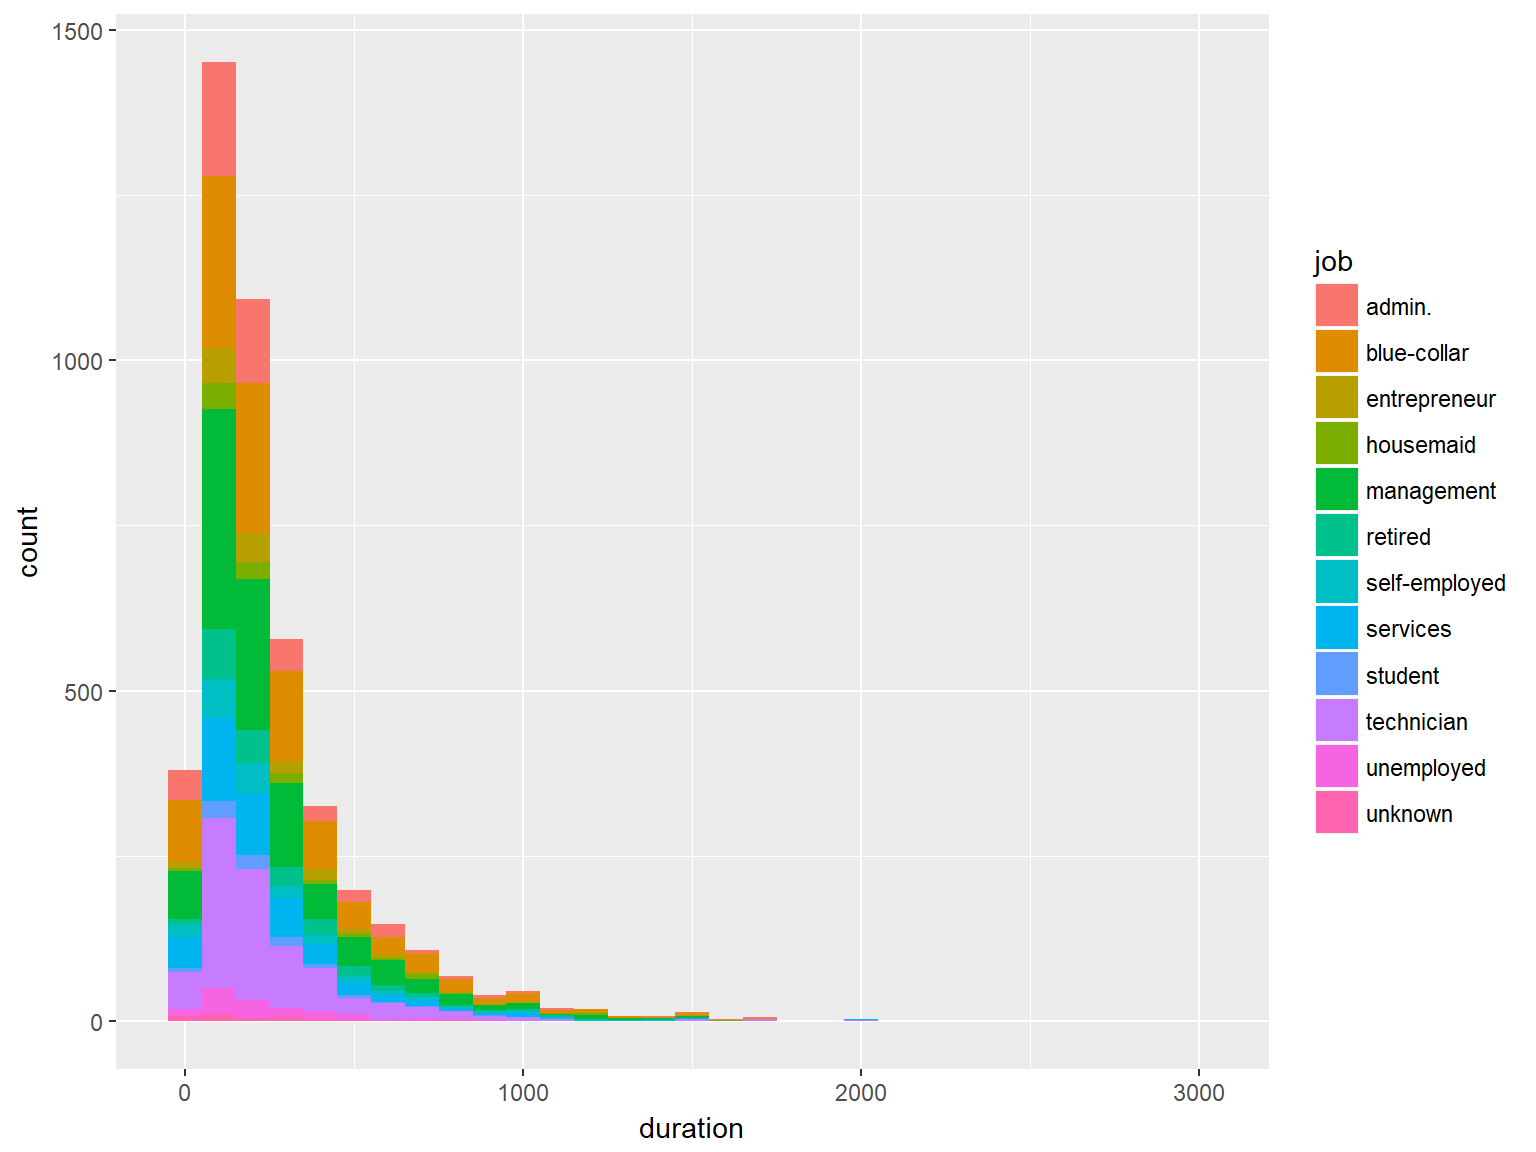 1500
1000
500
0
count
0 1000 2000 3000
duration
job
admin.
blue-collar
entrepreneur
housemaid
management
retired
self-employed
services
student
technician
unemployed
unknown